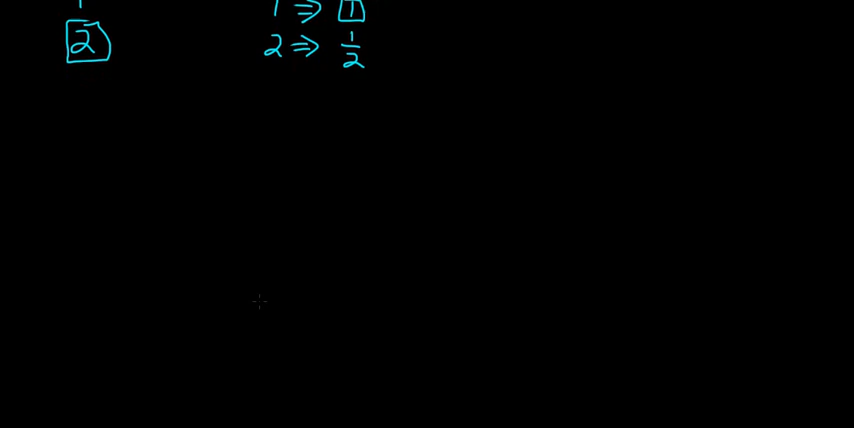 1 ⇒ 1
2 2 ⇒ 1/2